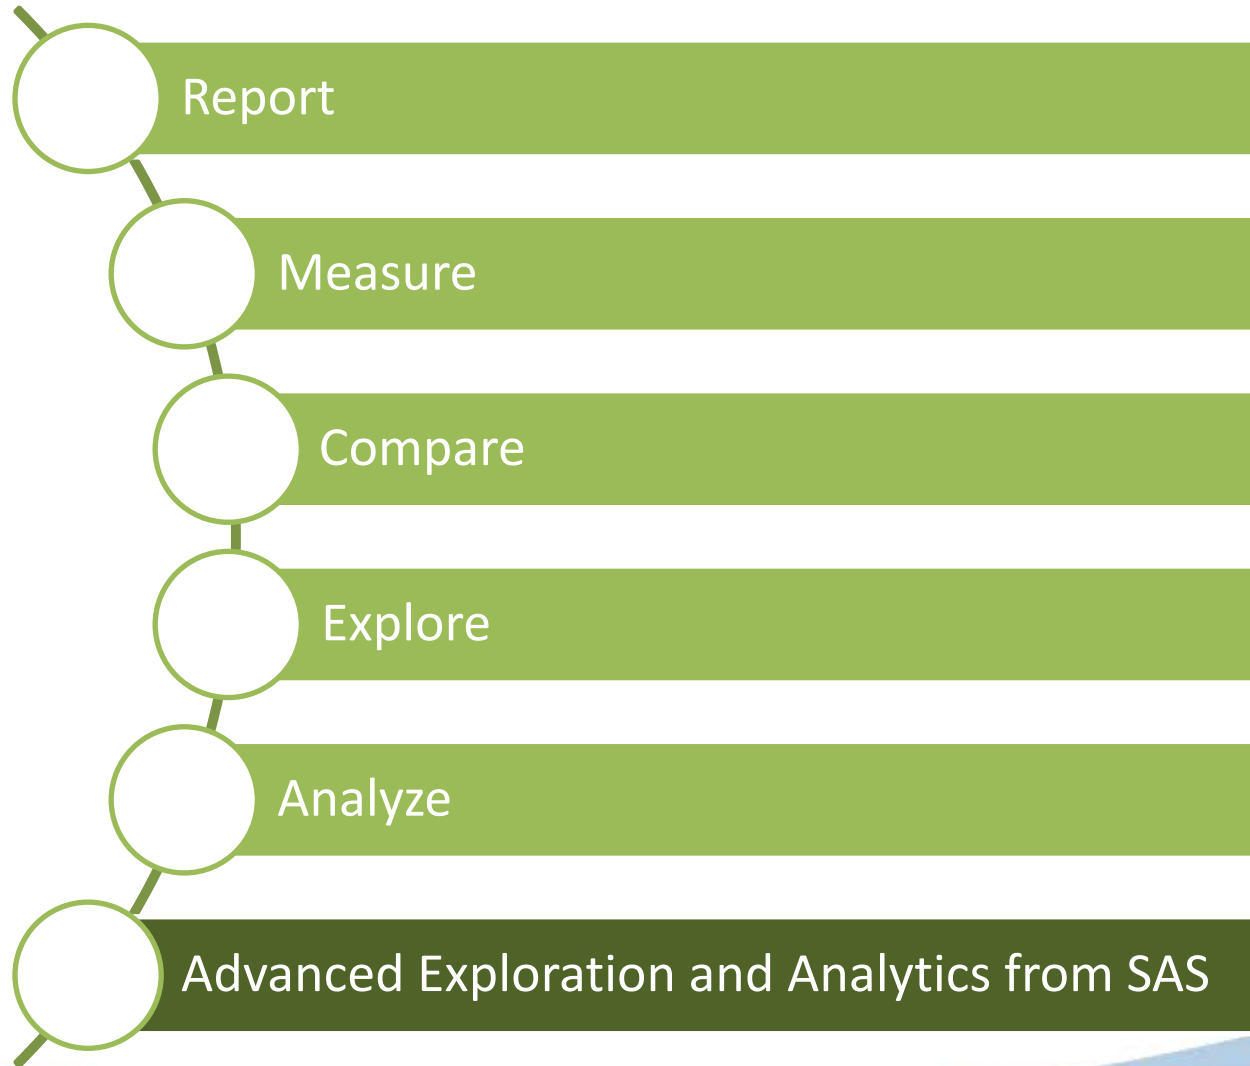 Report
Measure
Compare
Explore
Analyze
Advanced Exploration and Analytics from SAS